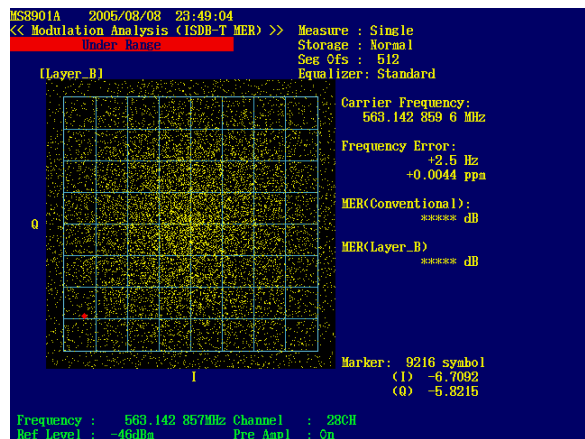 MS8901A 2005/08/08 23:49:04
<< Modulation Analysis (ISDB-T MER) >> Measure : Single
Under Range Storage : Normal
Seg Ofs : 512
[Layer_B] Equalizer: Standard
Carrier Frequency:
563.142 859 6 MHz
Frequency Error:
+2.5 Hz
+0.0044 ppm
MER(Conventional):
***** dB
Q
MER(Layer_B)
***** dB
Marker: 9216 symbol
I (I) -6.7092
(Q) -5.8215
Frequency : 563.142 857MHz Channel : 28CH
Ref Level : -46dBm Pre Ampl : On